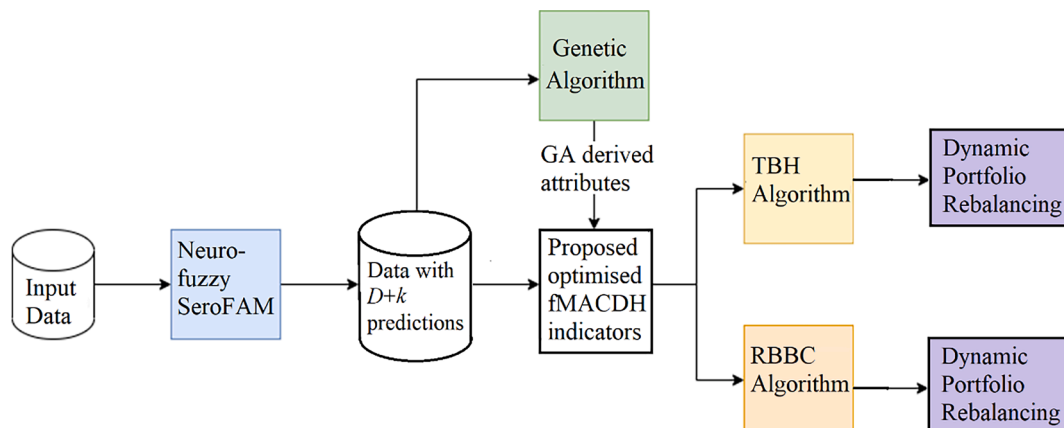 Input
Data
Neuro-
fuzzy
SeroFAM
Data with
D+k
predictions
Genetic
Algorithm
GA derived
attributes
Proposed
optimised
fMACDH
indicators
TBH
Algorithm
Dynamic
Portfolio
Rebalancing
RBBC
Algorithm
Dynamic
Portfolio
Rebalancing